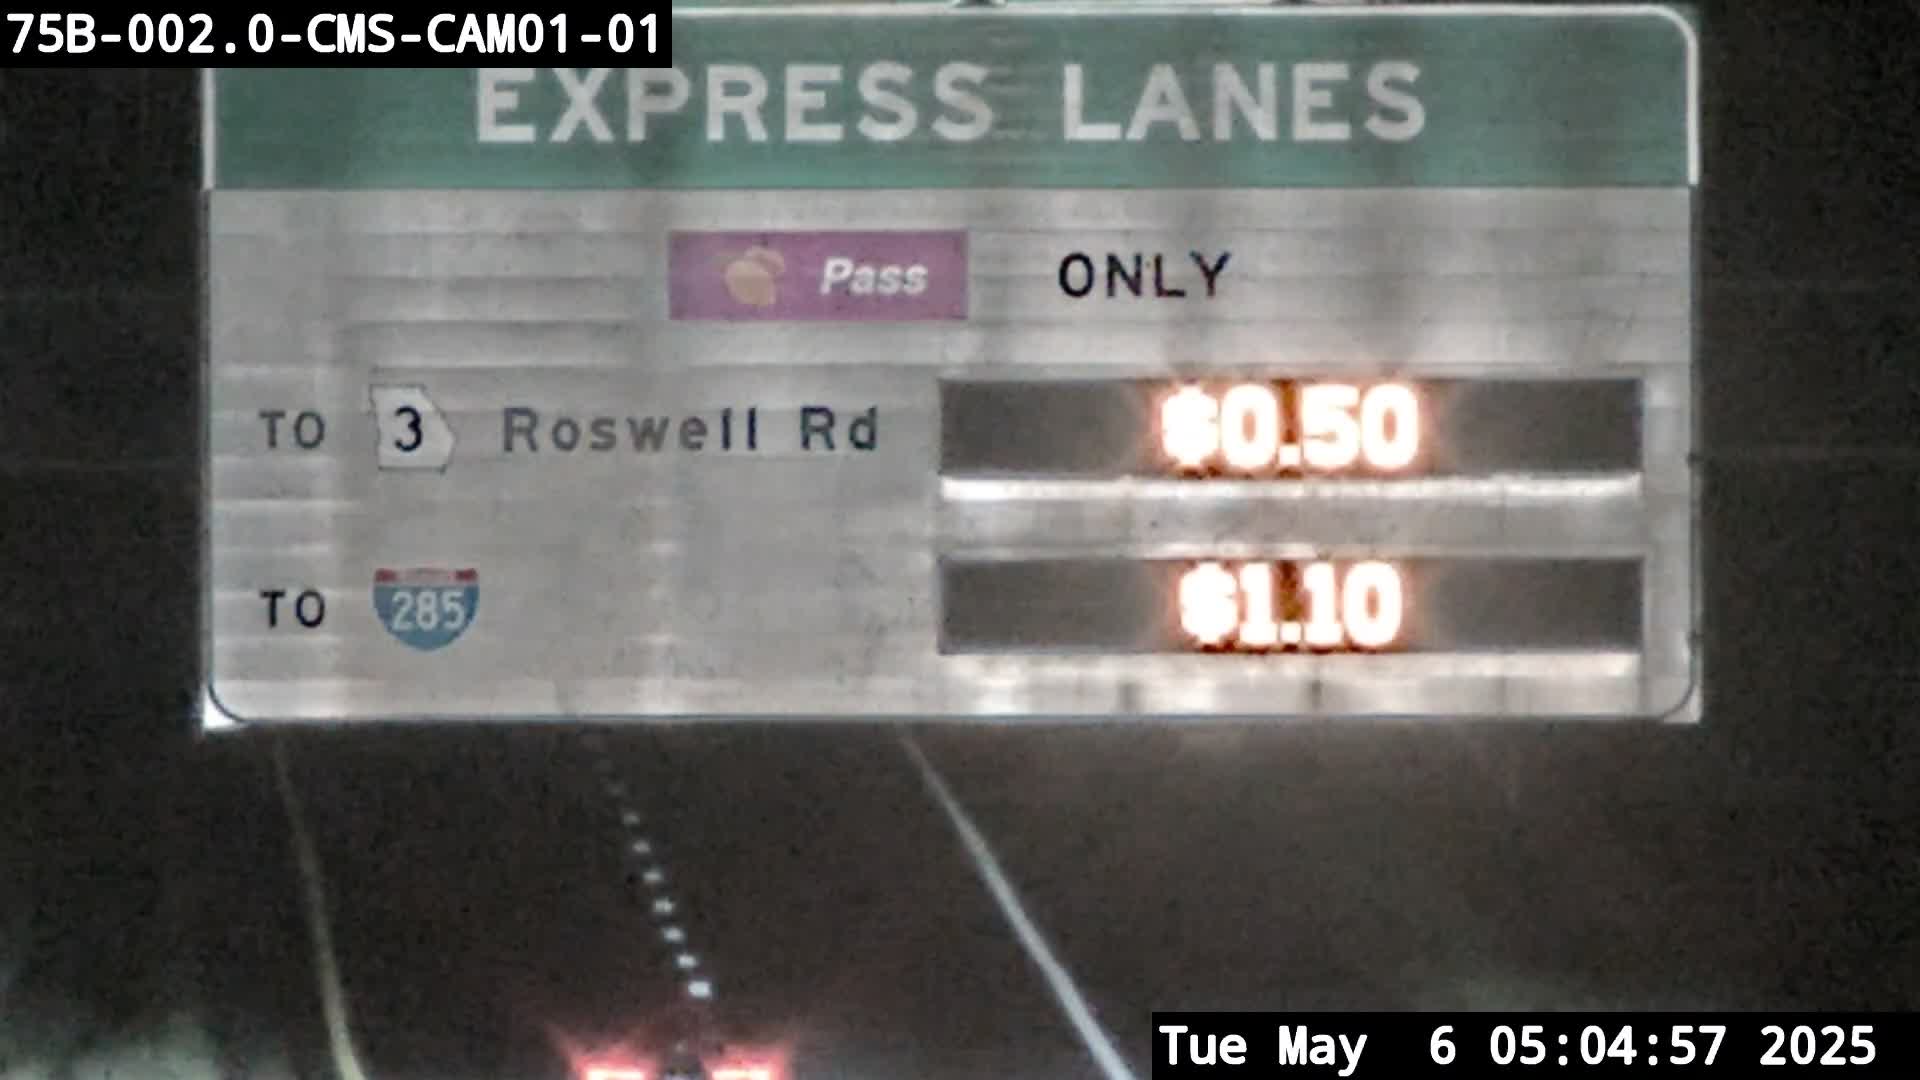 75B-002.0-CMS-CAM01-01
EXPRESS LANES
Pass ONLY
TO 3 Roswell Rd $0.50
TO 285 $1.10
Tue May 6 05:04:57 2025